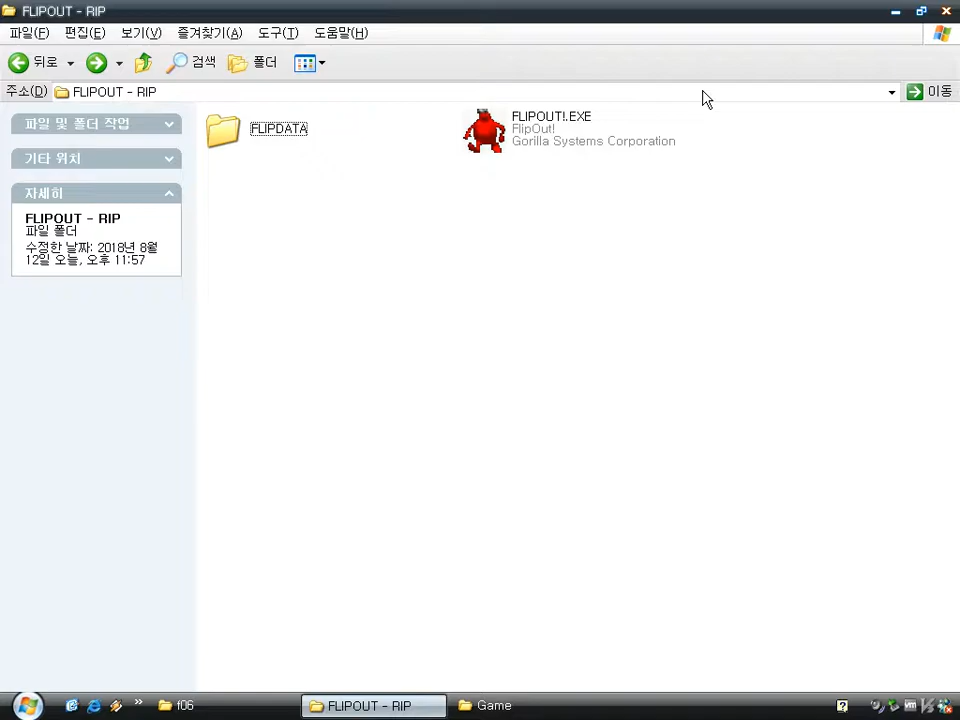 FLIPOUT - RIP
파일(F) 편집(E) 보기(V) 즐겨찾기(A) 도구(T) 도움말(H)
뒤로 검색 폴더
주소(D) FLIPOUT - RIP 이동
파일 및 폴더 작업
기타 위치
자세히
FLIPOUT - RIP
파일 폴더
수정한 날짜: 2018년 8월
12일 오늘, 오후 11:57
FLIPDATA
FLIPOUT!.EXE
FlipOut!
Gorilla Systems Corporation
f06 FLIPOUT - RIP Game